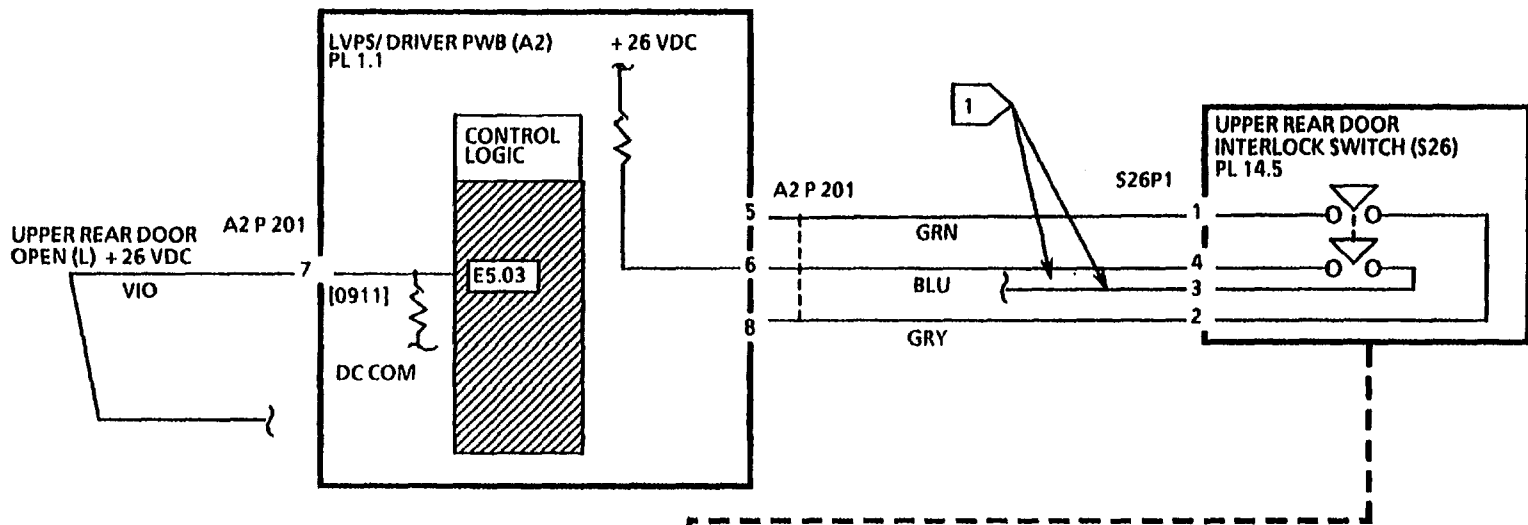 LVPS/DRIVER PWB (A2)
PL 1.1
+ 26 VDC
CONTROL
LOGIC
E5.03
A2 P 201
UPPER REAR DOOR
OPEN (L) + 26 VDC
VIO
7
[0911]
DC COM
5
6
8
A2 P 201
GRN
BLU
GRY
1
S26P1
1
4
3
2
UPPER REAR DOOR
INTERLOCK SWITCH (S26)
PL 14.5